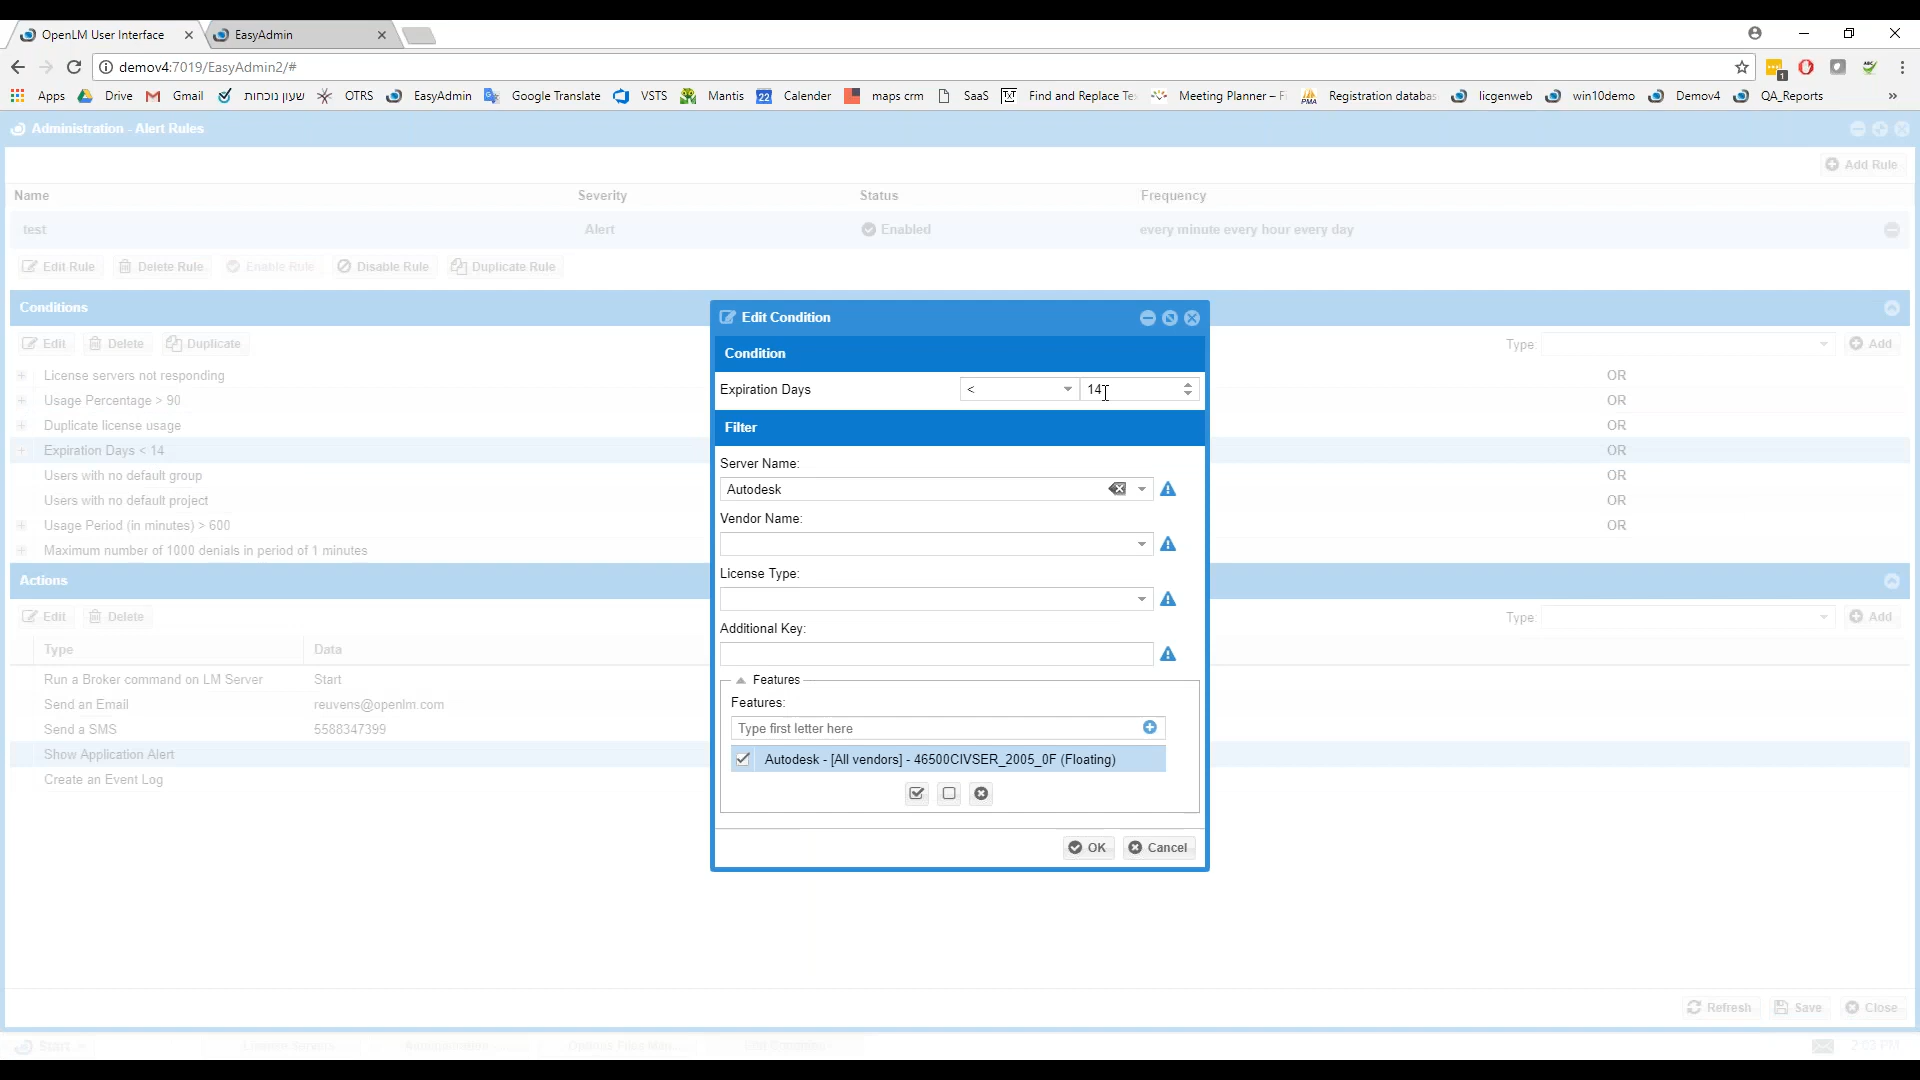 OpenLM User Interface
EasyAdmin
demov4:7019/EasyAdmin2/#
Apps Drive Gmail שעון נוכחות OTRS EasyAdmin Google Translate VSTS Mantis 22 Calender maps crm SaaS Find and Replace Te Meeting Planner – F Registration databas licgenweb win10demo Demov4 QA_Reports »
Administration - Alert Rules
Add Rule
Name Severity Status Frequency
test Alert Enabled every minute every hour every day
Edit Rule Delete Rule Enable Rule Disable Rule Duplicate Rule
Conditions
Edit Delete Duplicate Type: Add
License servers not responding OR
Usage Percentage > 90 OR
Duplicate license usage OR
Expiration Days < 14 OR
Users with no default group OR
Users with no default project OR
Usage Period (in minutes) > 600 OR
Maximum number of 1000 denials in period of 1 minutes
Actions
Edit Delete Type: Add
Type Data
Run a Broker command on LM Server Start
Send an Email reuvens@openlm.com
Send a SMS 5588347399
Show Application Alert
Create an Event Log
Edit Condition
Condition
Expiration Days < 14
Filter
Server Name:
Autodesk
Vendor Name:
License Type:
Additional Key:
Features
Features:
Type first letter here
Autodesk - [All vendors] - 46500CIVSER_2005_0F (Floating)
OK Cancel
Refresh Save Close
Start
2:03 PM